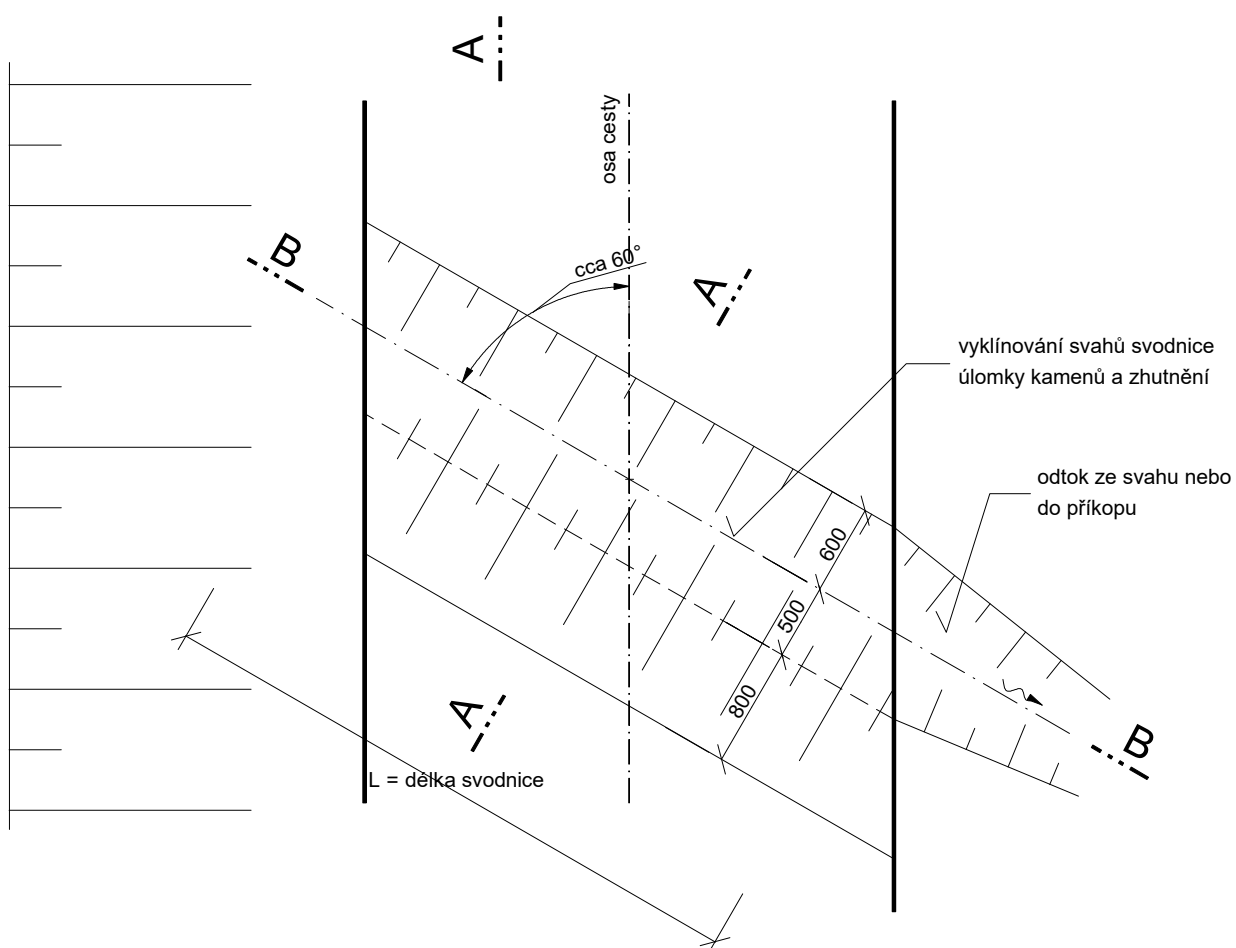 A
osa cesty
B
cca 60°
A
vyklínování svahů svodnice
úlomky kamenů a zhutnění
odtok ze svahu nebo
do příkopu
600
500
800
A
B
L = délka svodnice